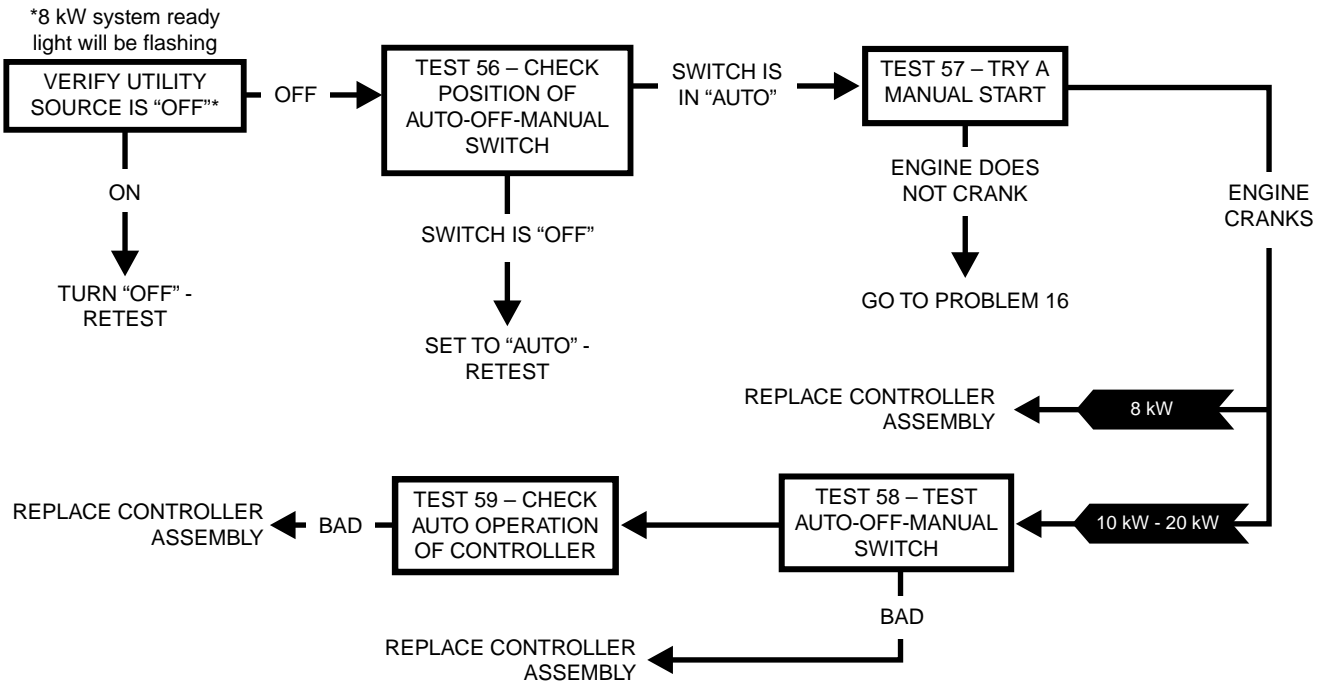 *8 kW system ready
light will be flashing
VERIFY UTILITY
SOURCE IS “OFF”*
OFF
TEST 56 – CHECK
POSITION OF
AUTO-OFF-MANUAL
SWITCH
SWITCH IS
IN “AUTO”
TEST 57 – TRY A
MANUAL START
ON
TURN “OFF” -
RETEST
SWITCH IS “OFF”
SET TO “AUTO” -
RETEST
ENGINE DOES
NOT CRANK
GO TO PROBLEM 16
ENGINE
CRANKS
REPLACE CONTROLLER
ASSEMBLY
8 kW
10 kW - 20 kW
TEST 58 – TEST
AUTO-OFF-MANUAL
SWITCH
TEST 59 – CHECK
AUTO OPERATION
OF CONTROLLER
BAD
REPLACE CONTROLLER
ASSEMBLY
BAD
REPLACE CONTROLLER
ASSEMBLY